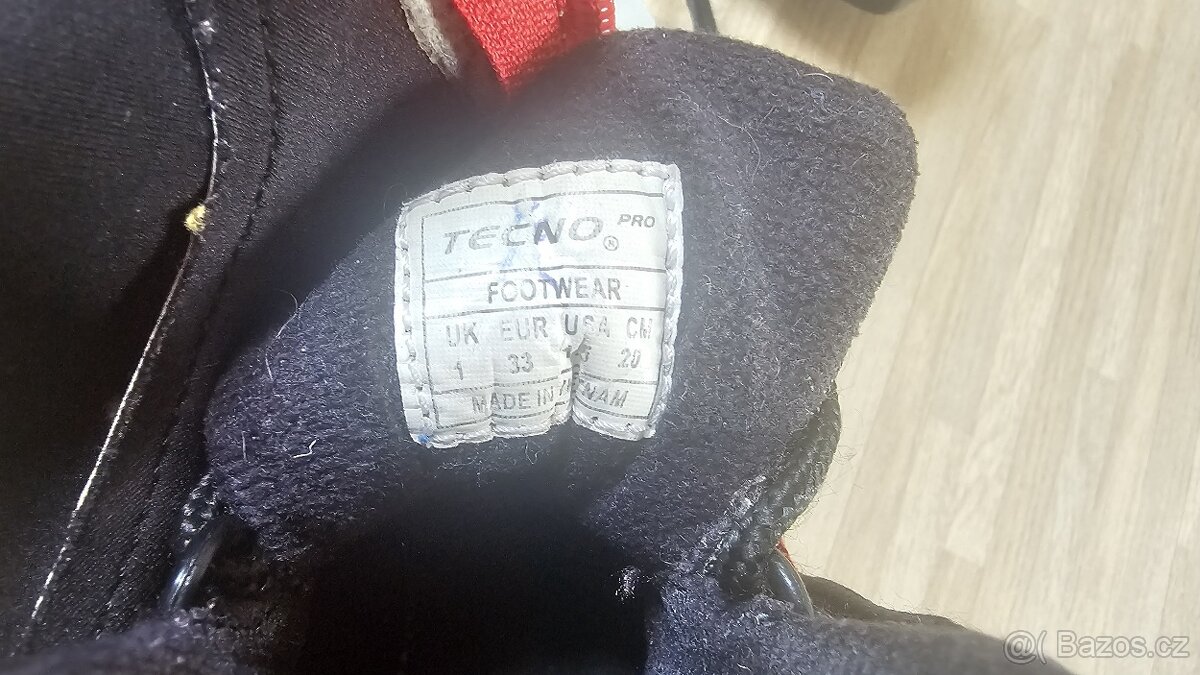 TECNO® PRO
FOOTWEAR
UK EUR USA CM
1 33 20
MADE IN
@( Bazos.cz